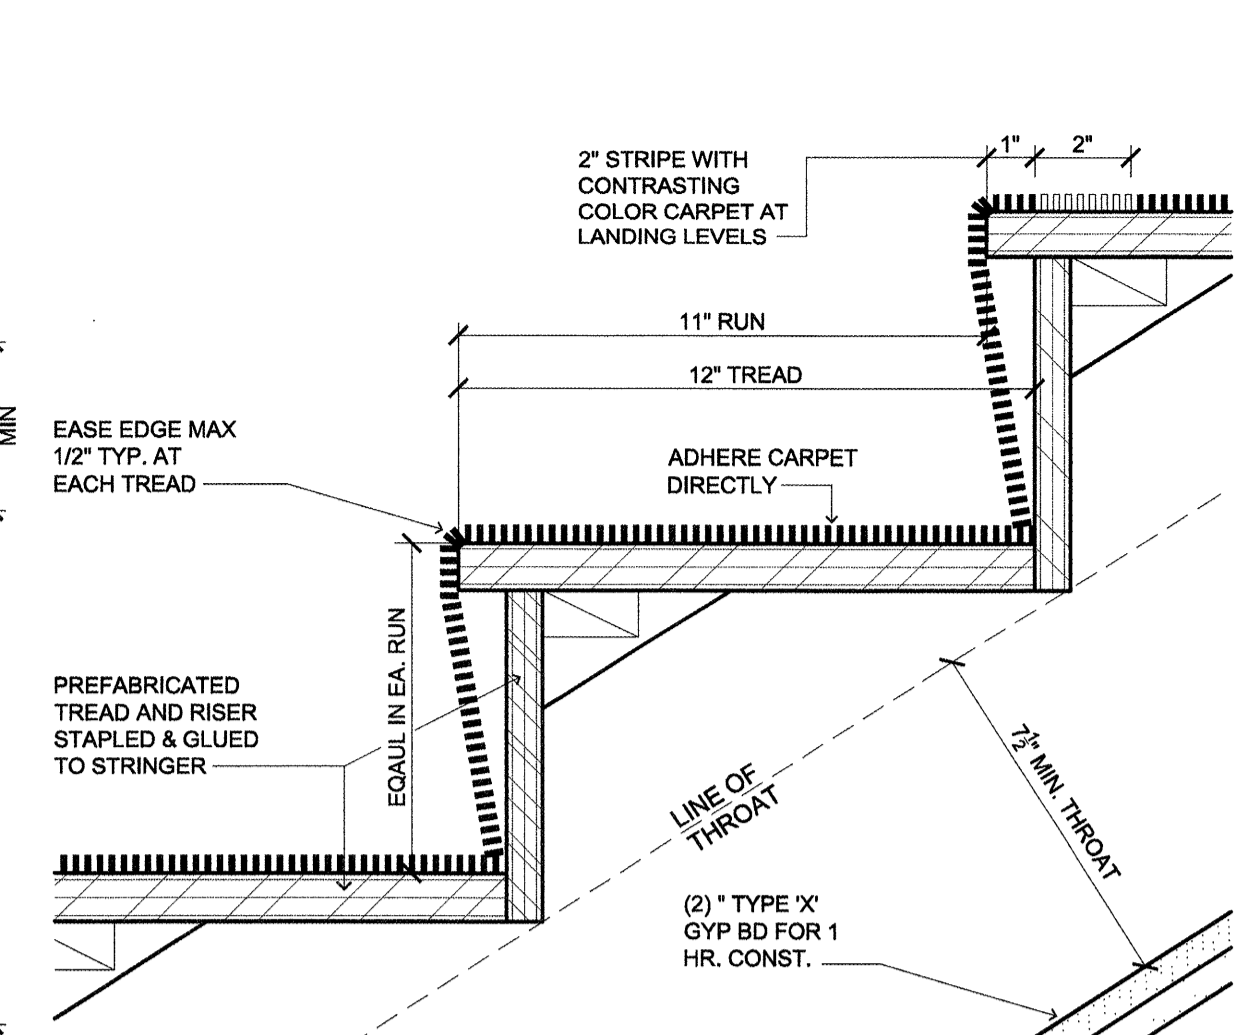 2" STRIPE WITH
CONTRASTING
COLOR CARPET AT
LANDING LEVELS
1"
2"
11" RUN
12" TREAD
MIN
EASE EDGE MAX
1/2" TYP. AT
EACH TREAD
ADHERE CARPET
DIRECTLY
EQAUL IN EA. RUN
PREFABRICATED
TREAD AND RISER
STAPLED & GLUED
TO STRINGER
LINE OF
THROAT
7 1/2" MIN. THROAT
(2) " TYPE 'X'
GYP BD FOR 1
HR. CONST.